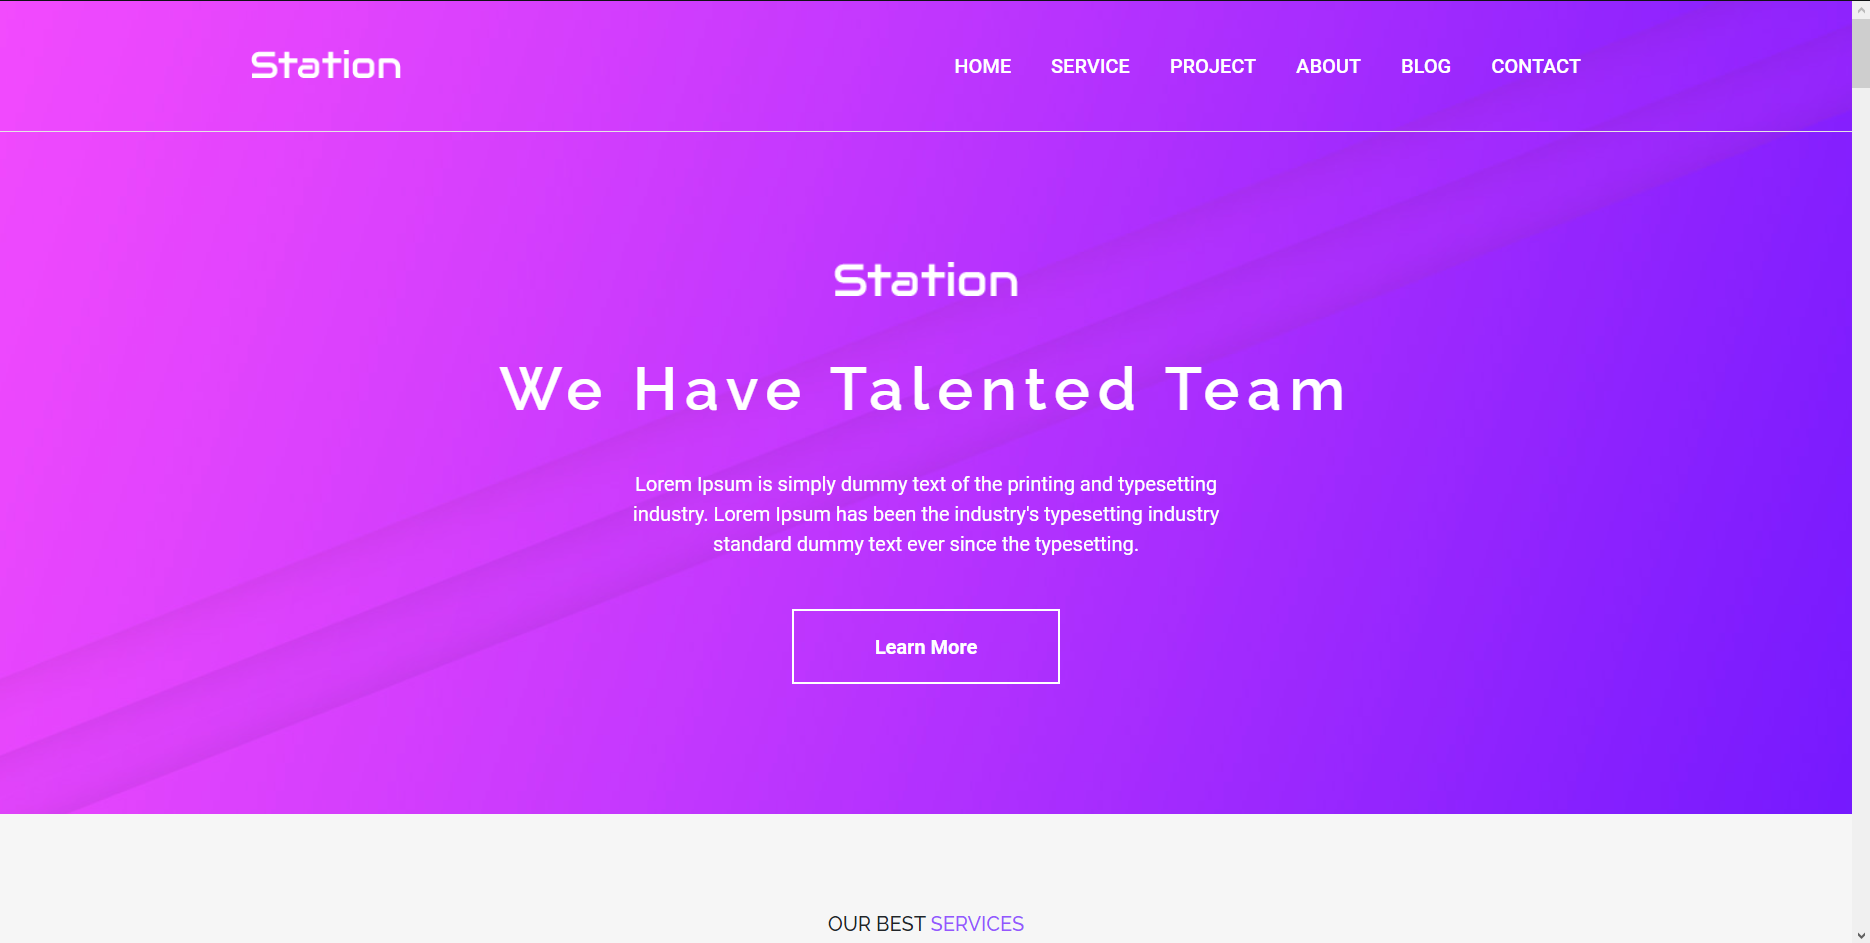 Station
HOME SERVICE PROJECT ABOUT BLOG CONTACT
Station
We Have Talented Team
Lorem Ipsum is simply dummy text of the printing and typesetting
industry. Lorem Ipsum has been the industry's typesetting industry
standard dummy text ever since the typesetting.
Learn More
OUR BEST SERVICES